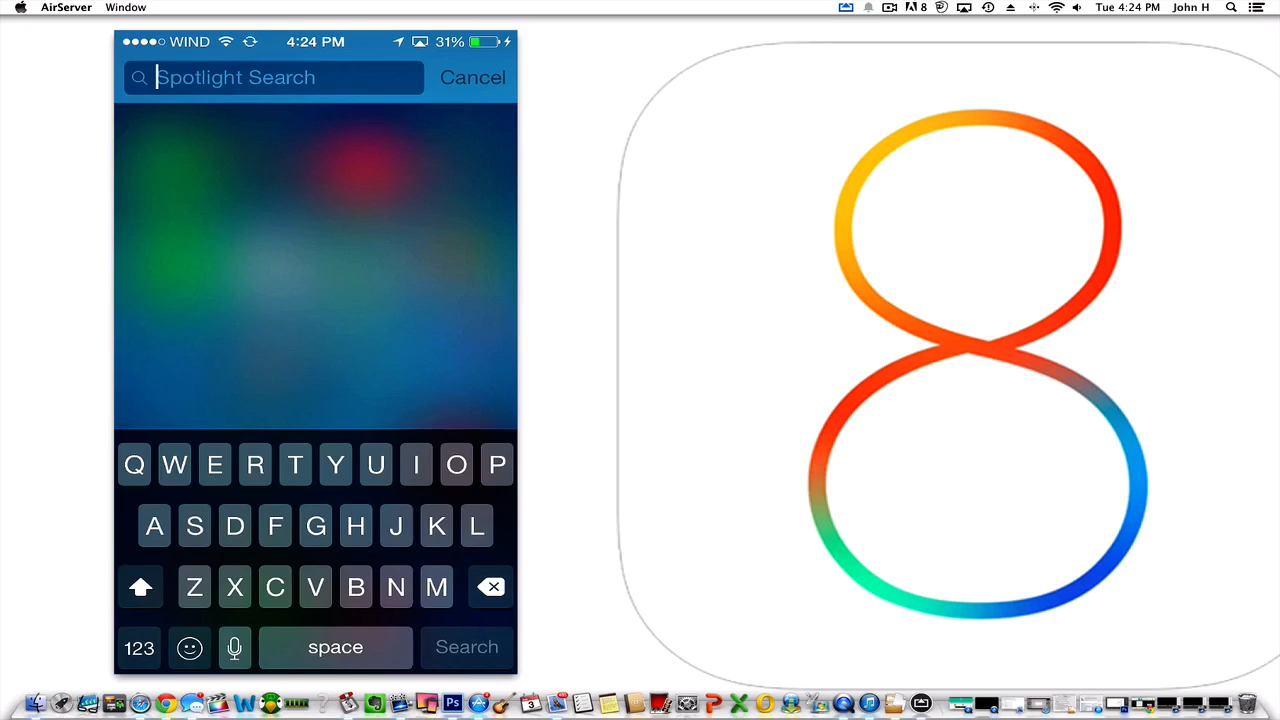 AirServer Window 8 Tue 4:24 PM John H
WIND 4:24 PM 31%
Spotlight Search Cancel
Q W E R T Y U I O P
A S D F G H J K L
Z X C V B N M
123 space Search
8